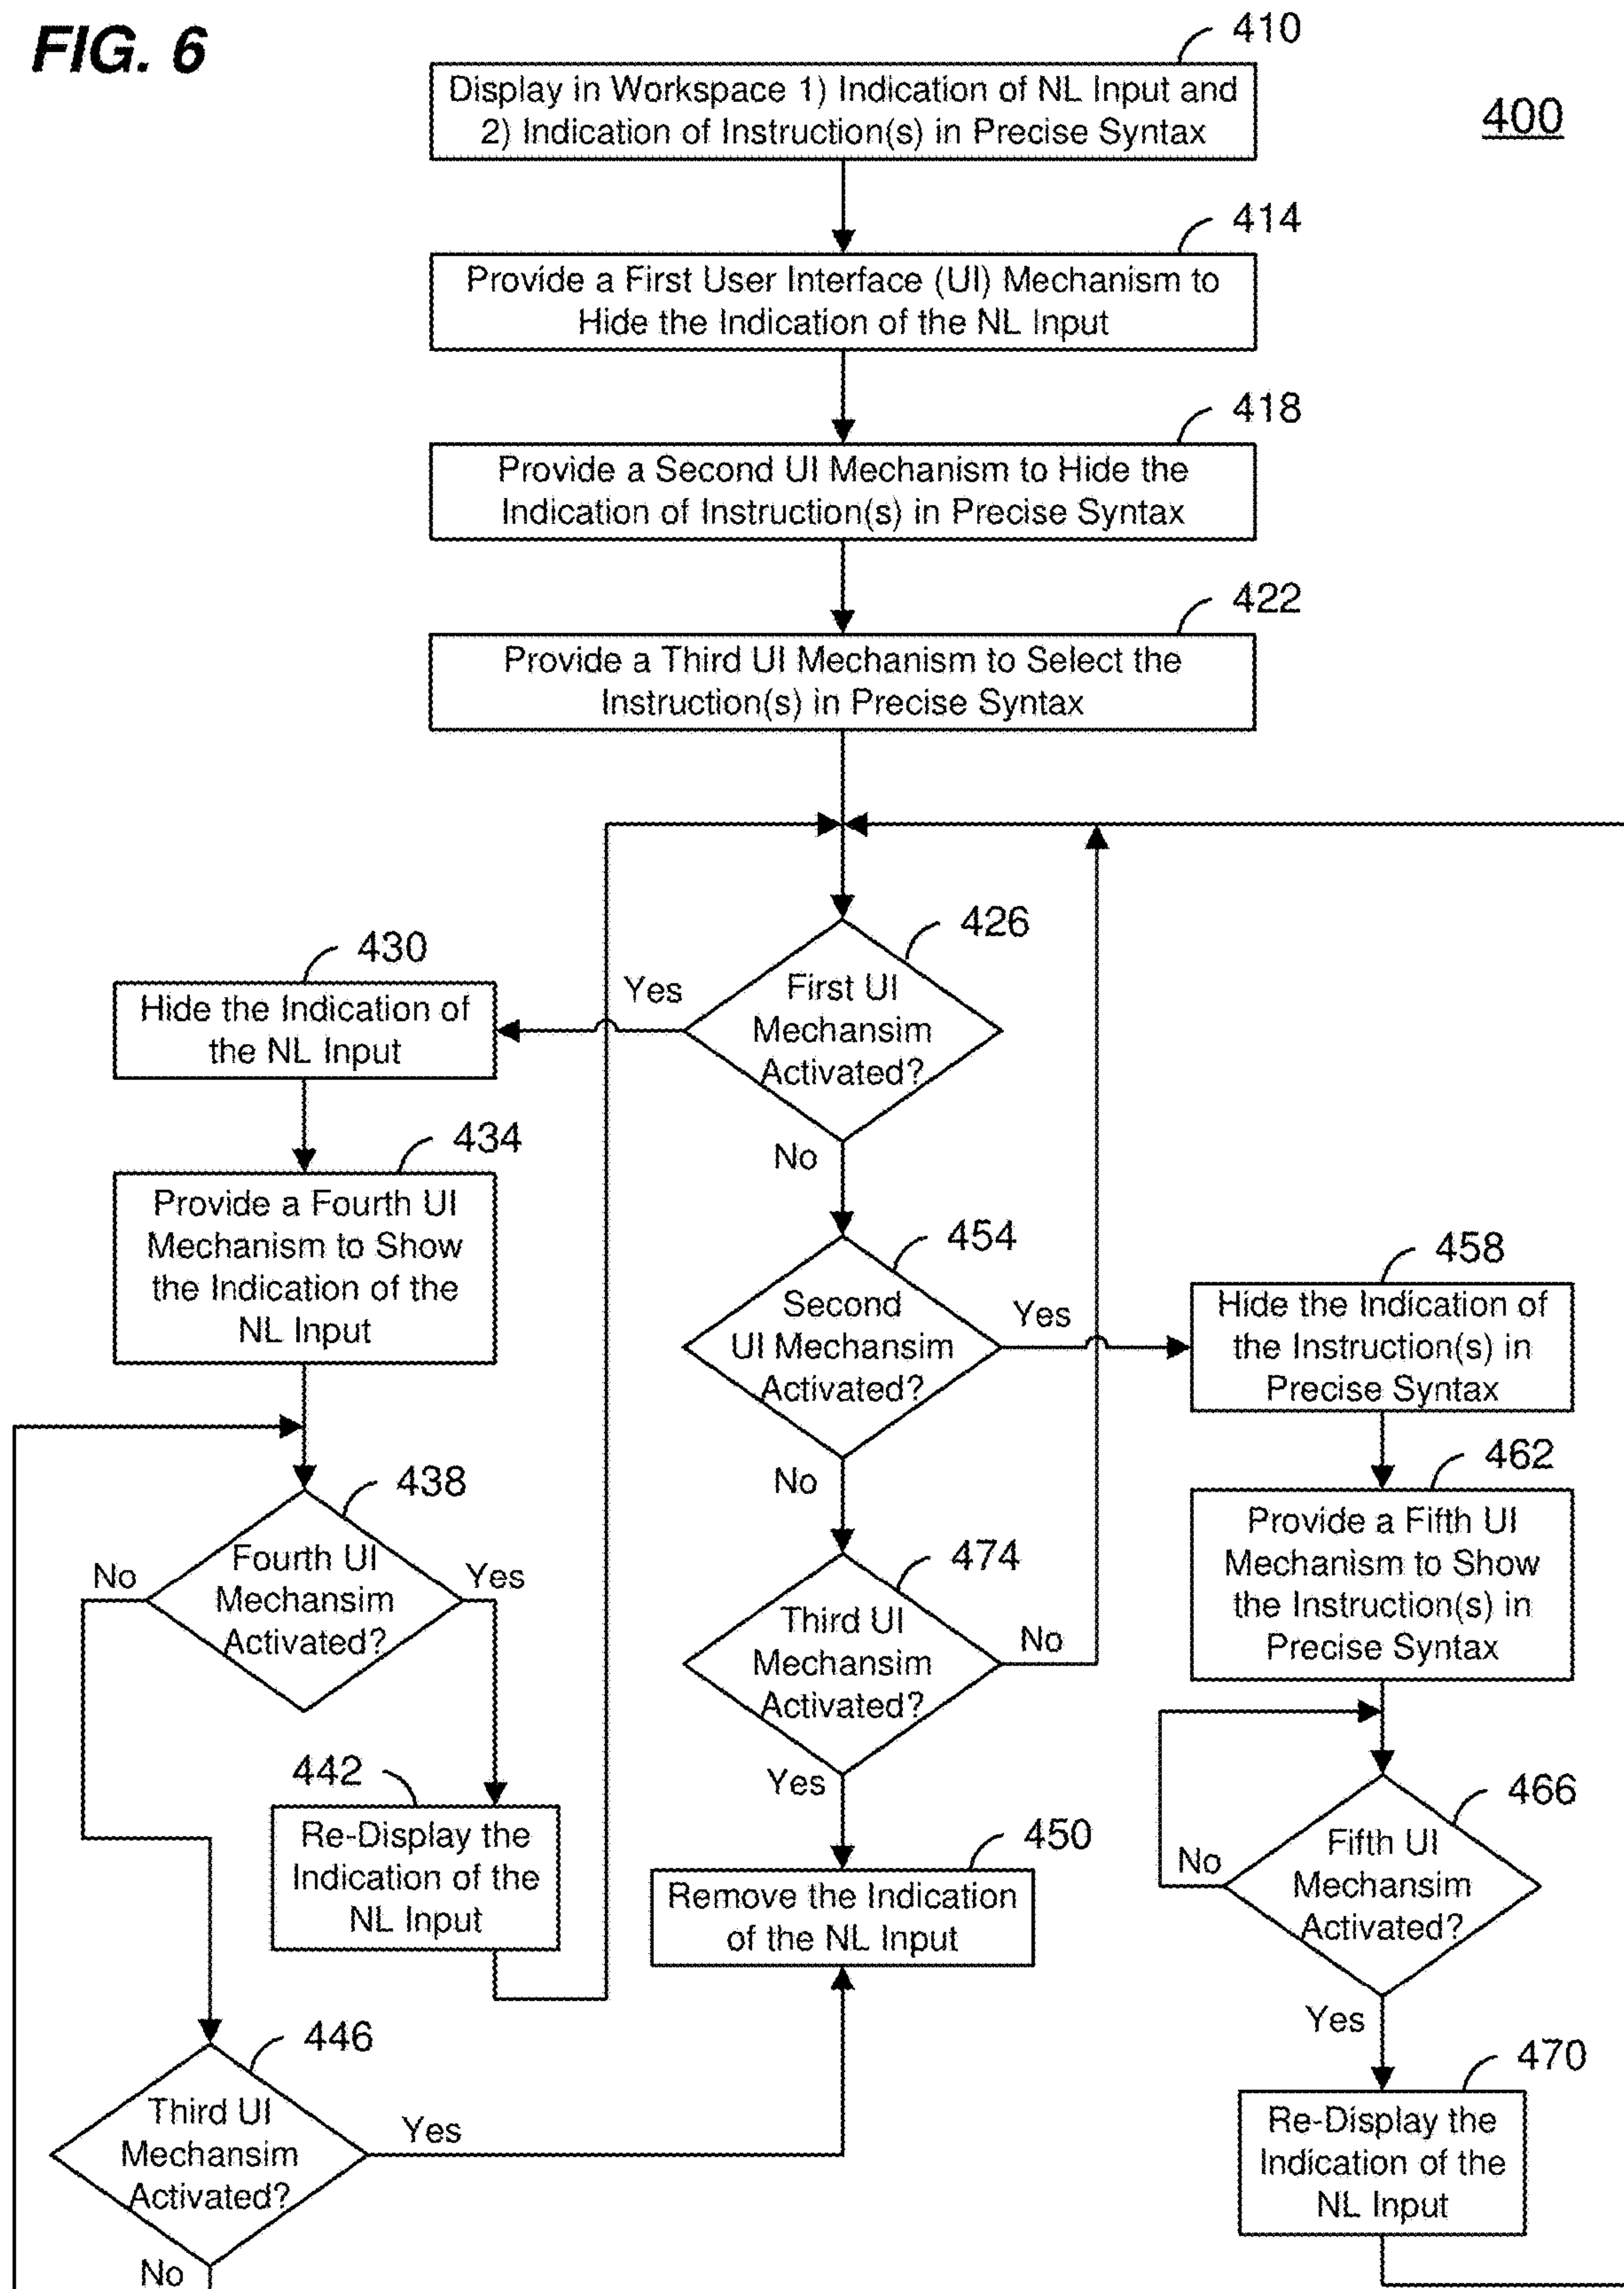 FIG. 6
400
410
Display in Workspace 1) Indication of NL Input and
2) Indication of Instruction(s) in Precise Syntax
414
Provide a First User Interface (UI) Mechanism to
Hide the Indication of the NL Input
418
Provide a Second UI Mechanism to Hide the
Indication of Instruction(s) in Precise Syntax
422
Provide a Third UI Mechanism to Select the
Instruction(s) in Precise Syntax
426
First UI
Mechansim
Activated?
Yes
No
430
Hide the Indication of
the NL Input
434
Provide a Fourth UI
Mechanism to Show
the Indication of the
NL Input
438
Fourth UI
Mechansim
Activated?
No
Yes
442
Re-Display the
Indication of the
NL Input
446
Third UI
Mechansim
Activated?
Yes
No
454
Second
UI Mechansim
Activated?
Yes
No
474
Third UI
Mechansim
Activated?
No
Yes
450
Remove the Indication
of the NL Input
458
Hide the Indication of
the Instruction(s) in
Precise Syntax
462
Provide a Fifth UI
Mechanism to Show
the Instruction(s) in
Precise Syntax
466
Fifth UI
Mechansim
Activated?
No
Yes
470
Re-Display the
Indication of the
NL Input